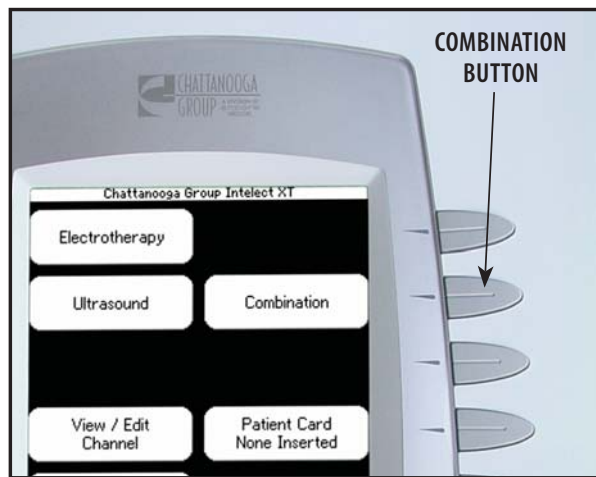 COMBINATION
BUTTON
CHATTANOOGA
GROUP
Chattanooga Group Intelect XT
Electrotherapy
Ultrasound
Combination
View / Edit
Channel
Patient Card
None Inserted